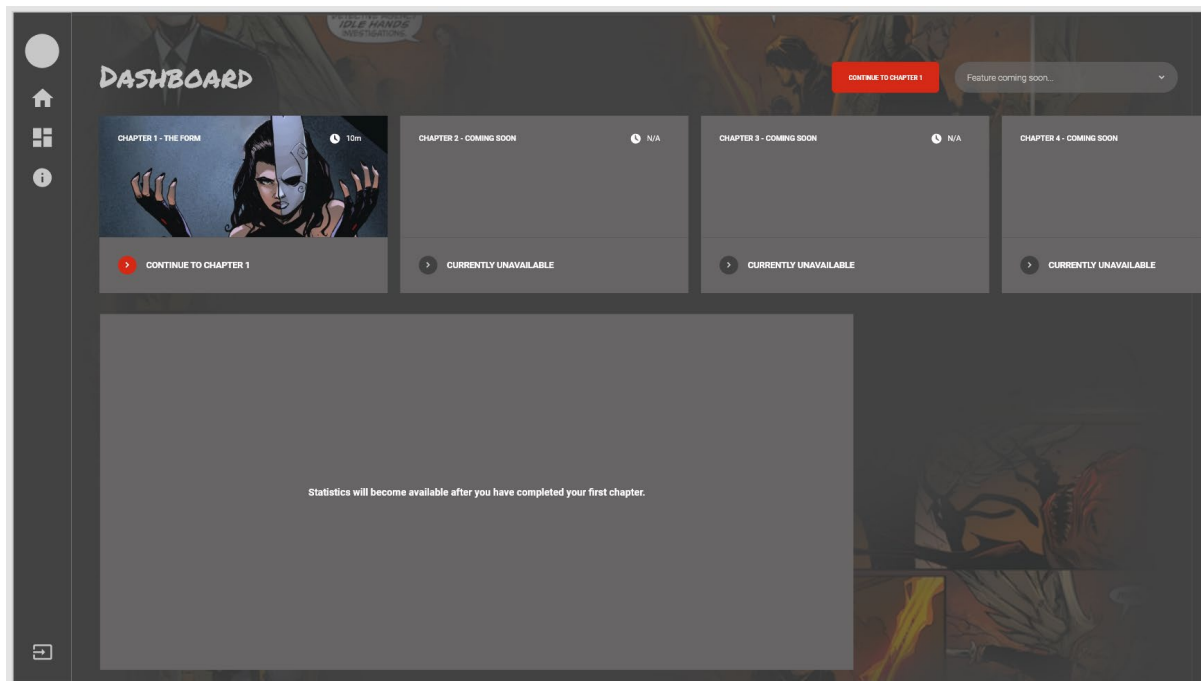 IDLE HANDS
INVESTIGATIONS.
DASHBOARD
CONTINUE TO CHAPTER 1
Feature coming soon...
CHAPTER 1 - THE FORM
10m
CONTINUE TO CHAPTER 1
CHAPTER 2 - COMING SOON
N/A
CURRENTLY UNAVAILABLE
CHAPTER 3 - COMING SOON
N/A
CURRENTLY UNAVAILABLE
CHAPTER 4 - COMING SOON
CURRENTLY UNAVAILABLE
Statistics will become available after you have completed your first chapter.